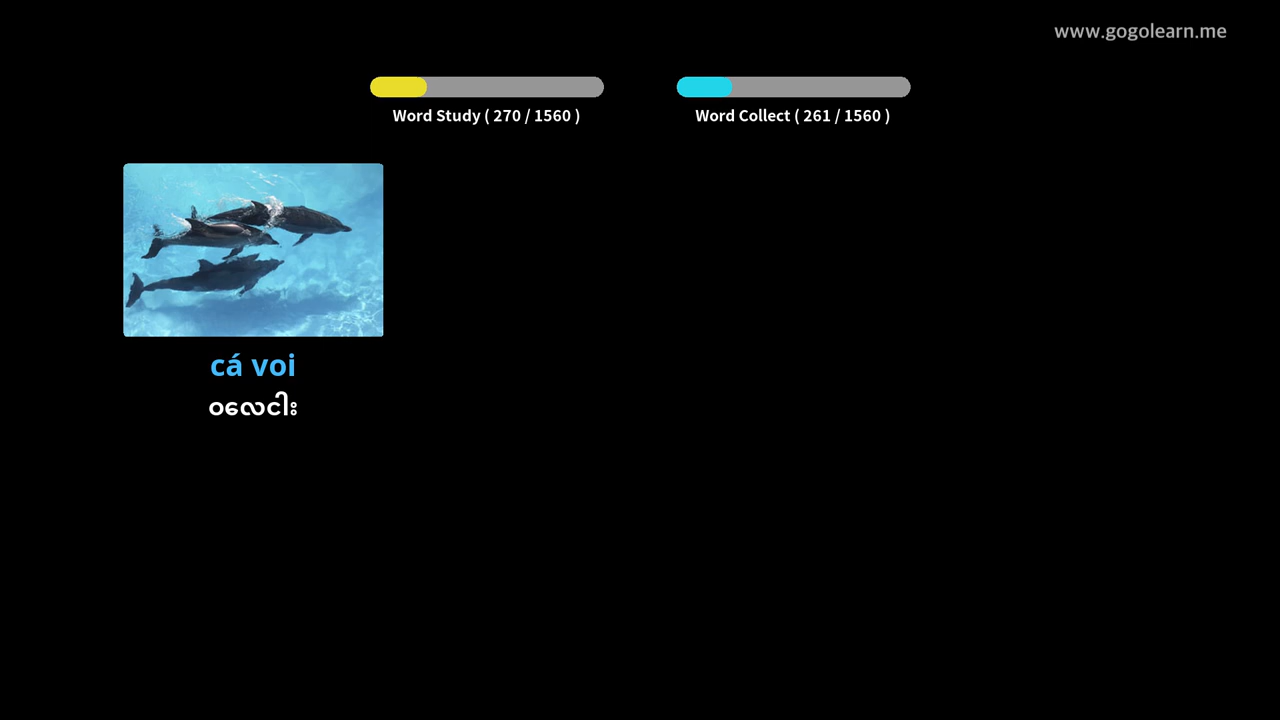 www.gogolearn.me
Word Study ( 270 / 1560 )
Word Collect ( 261 / 1560 )
cá voi
ဝလေငါး